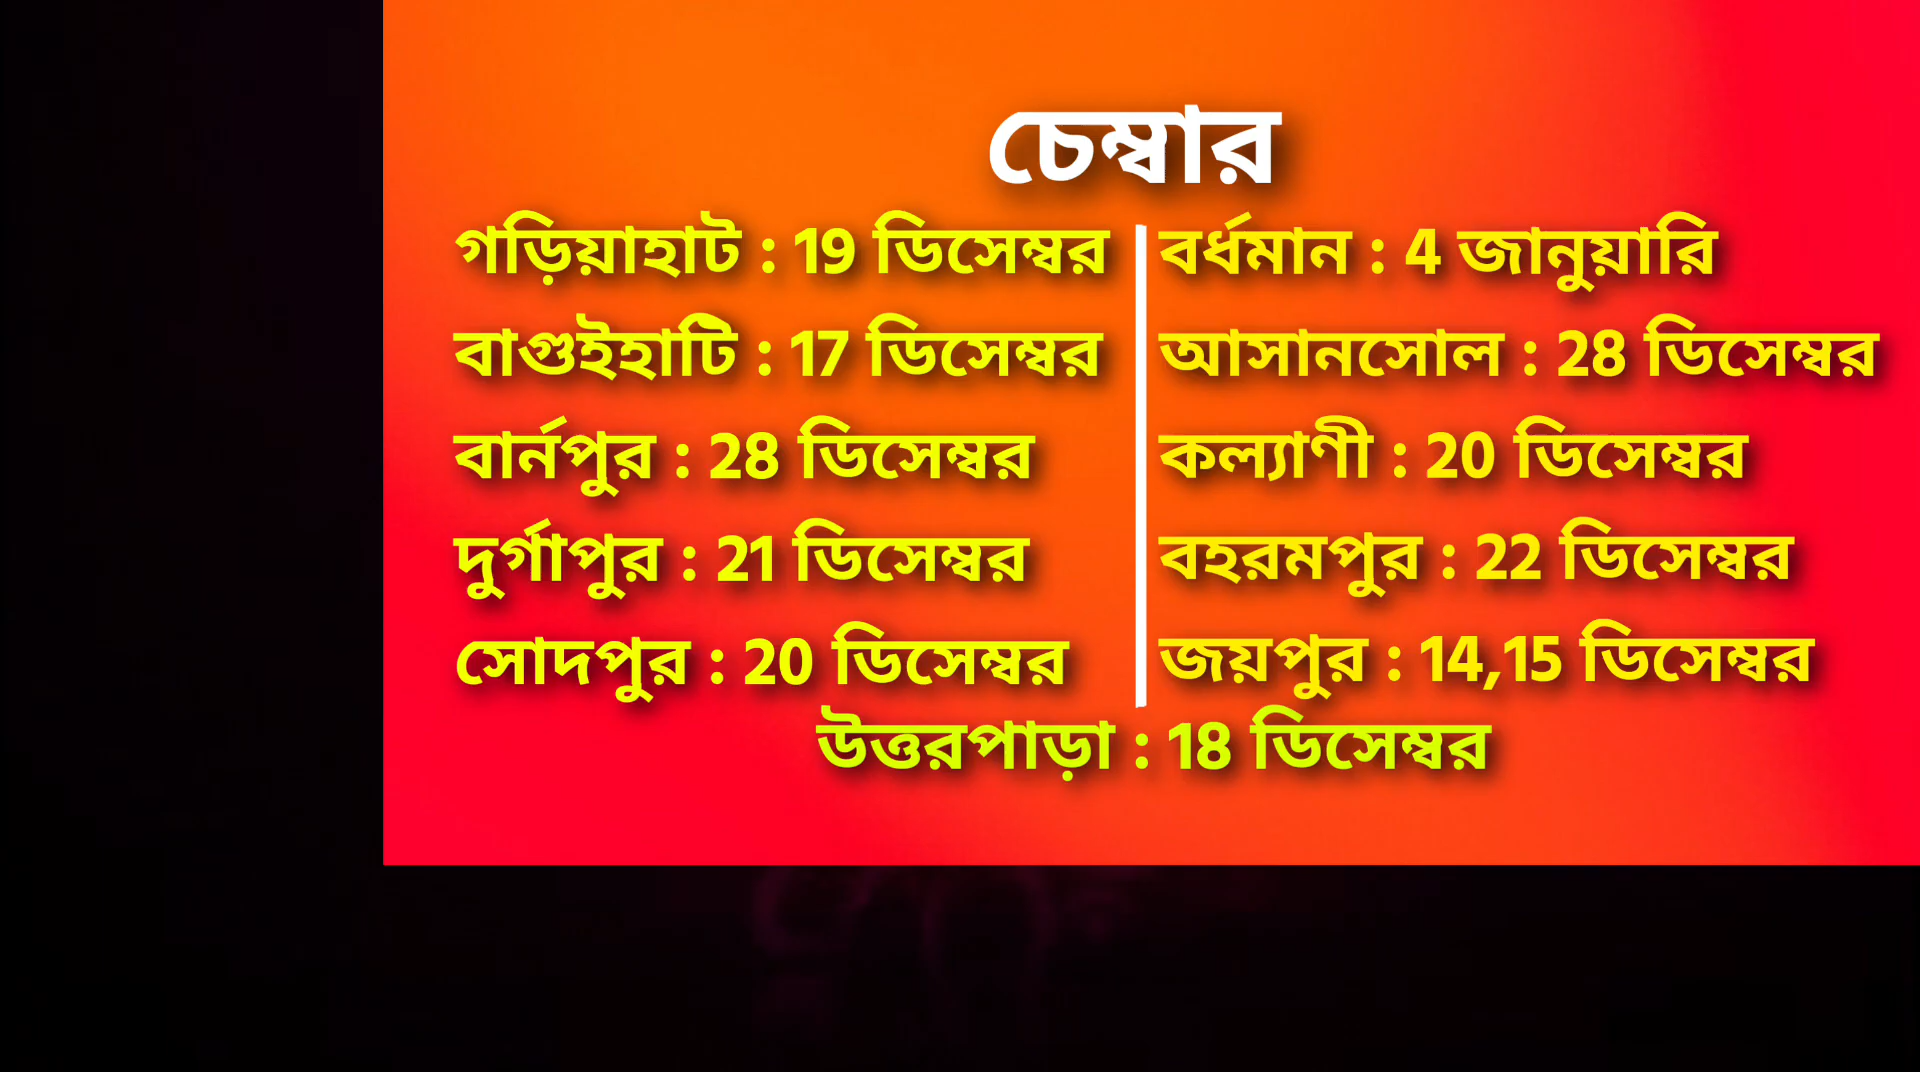 চেম্বার
গড়িয়াহাট : 19 ডিসেম্বর
বাগুইহাটি : 17 ডিসেম্বর
বার্নপুর : 28 ডিসেম্বর
দুর্গাপুর : 21 ডিসেম্বর
সোদপুর : 20 ডিসেম্বর
বর্ধমান : 4 জানুয়ারি
আসানসোল : 28 ডিসেম্বর
কল্যাণী : 20 ডিসেম্বর
বহরমপুর : 22 ডিসেম্বর
জয়পুর : 14,15 ডিসেম্বর
উত্তরপাড়া : 18 ডিসেম্বর